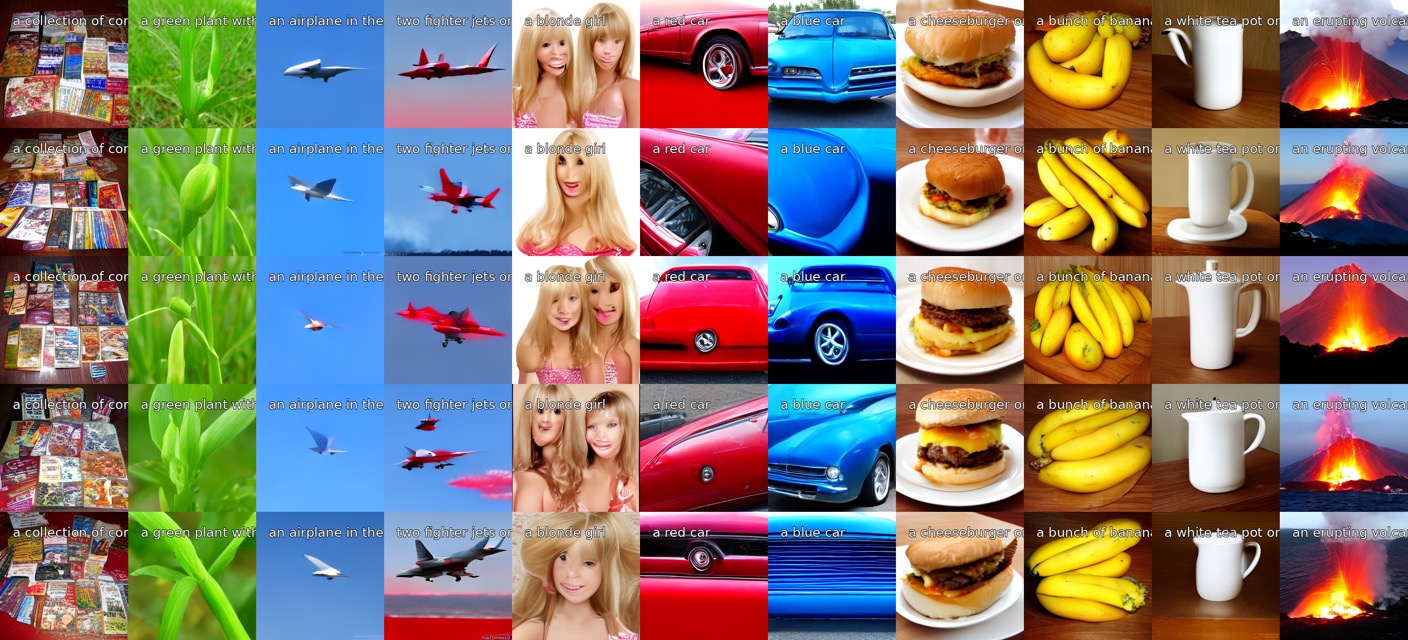 a collection of cor
a green plant with
an airplane in the
two fighter jets or
a blonde girl
a red car
a blue car
a cheeseburger o
a bunch of banana
a white tea pot or
an erupting volca
a collection of cor
a green plant with
an airplane in the
two fighter jets or
a blonde girl
a red car
a blue car
a cheeseburger o
a bunch of banana
a white tea pot or
an erupting volca
a collection of cor
a green plant with
an airplane in the
two fighter jets or
a blonde girl
a red car
a blue car
a cheeseburger o
a bunch of banana
a white tea pot or
an erupting volca
a collection of cor
a green plant with
an airplane in the
two fighter jets or
a blonde girl
a red car
a blue car
a cheeseburger o
a bunch of banana
a white tea pot or
an erupting volca
a collection of cor
a green plant with
an airplane in the
two fighter jets or
a blonde girl
a red car
a blue car
a cheeseburger o
a bunch of banana
a white tea pot or
an erupting volca